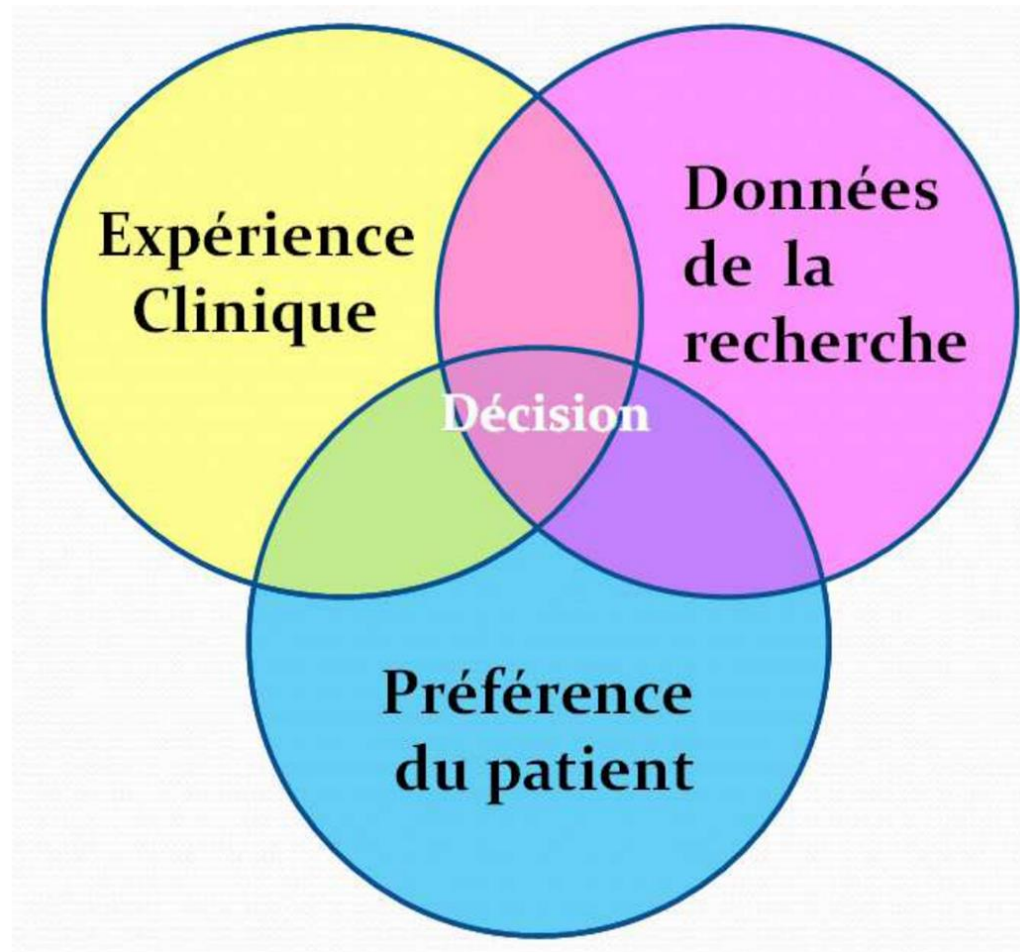 Expérience
Clinique
Données
de la
recherche
Décision
Préférence
du patient